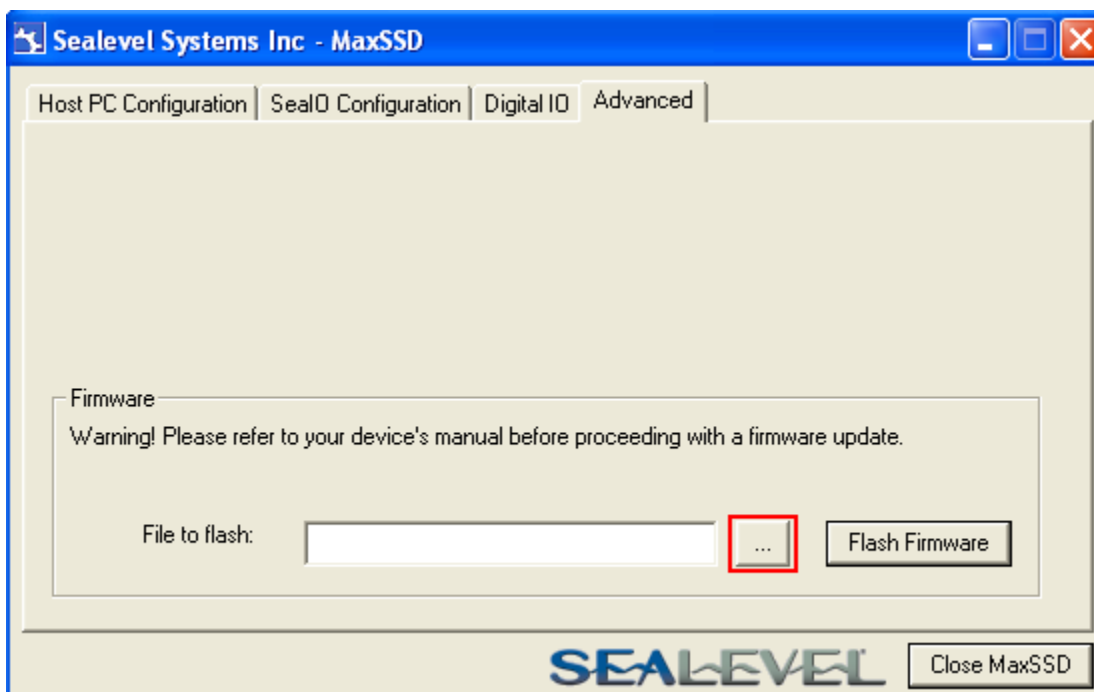 Sealevel Systems Inc - MaxSSD
Host PC Configuration SeaIO Configuration Digital IO Advanced
Firmware
Warning! Please refer to your device's manual before proceeding with a firmware update.
File to flash: ... Flash Firmware
SEALEVEL Close MaxSSD